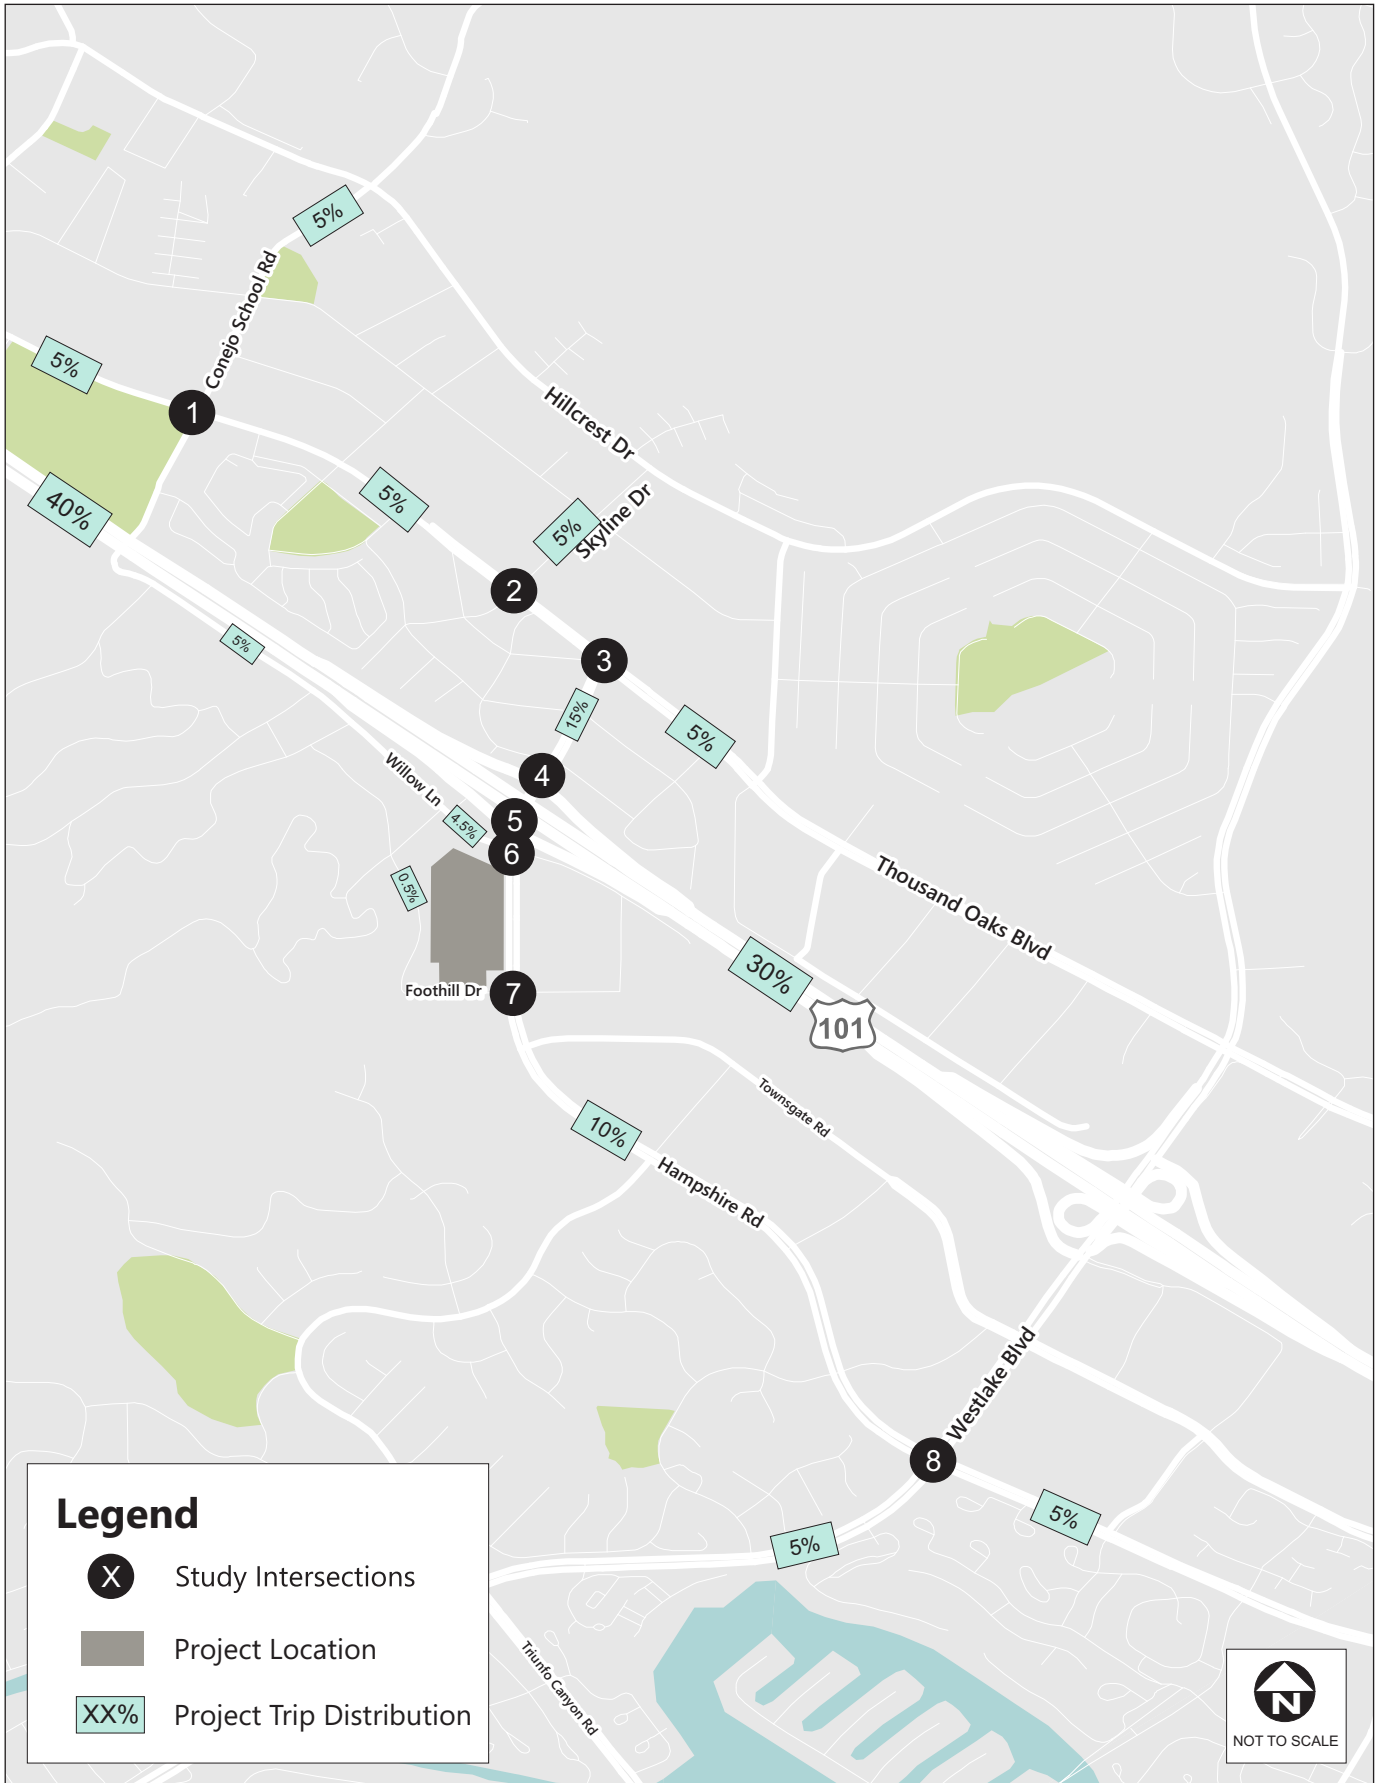 5%
Conejo School Rd
5%
1
Hillcrest Dr
40%
5%
5%
Skyline Dr
2
5%
3
15%
5%
4
Willow Ln
5
4.5%
6
0.5%
Thousand Oaks Blvd
30%
Foothill Dr
7
101
Townsgate Rd
10%
Hampshire Rd
Westlake Blvd
8
5%
5%
Triunfo Canyon Rd
Legend
X
Study Intersections
Project Location
XX%
Project Trip Distribution
N
NOT TO SCALE